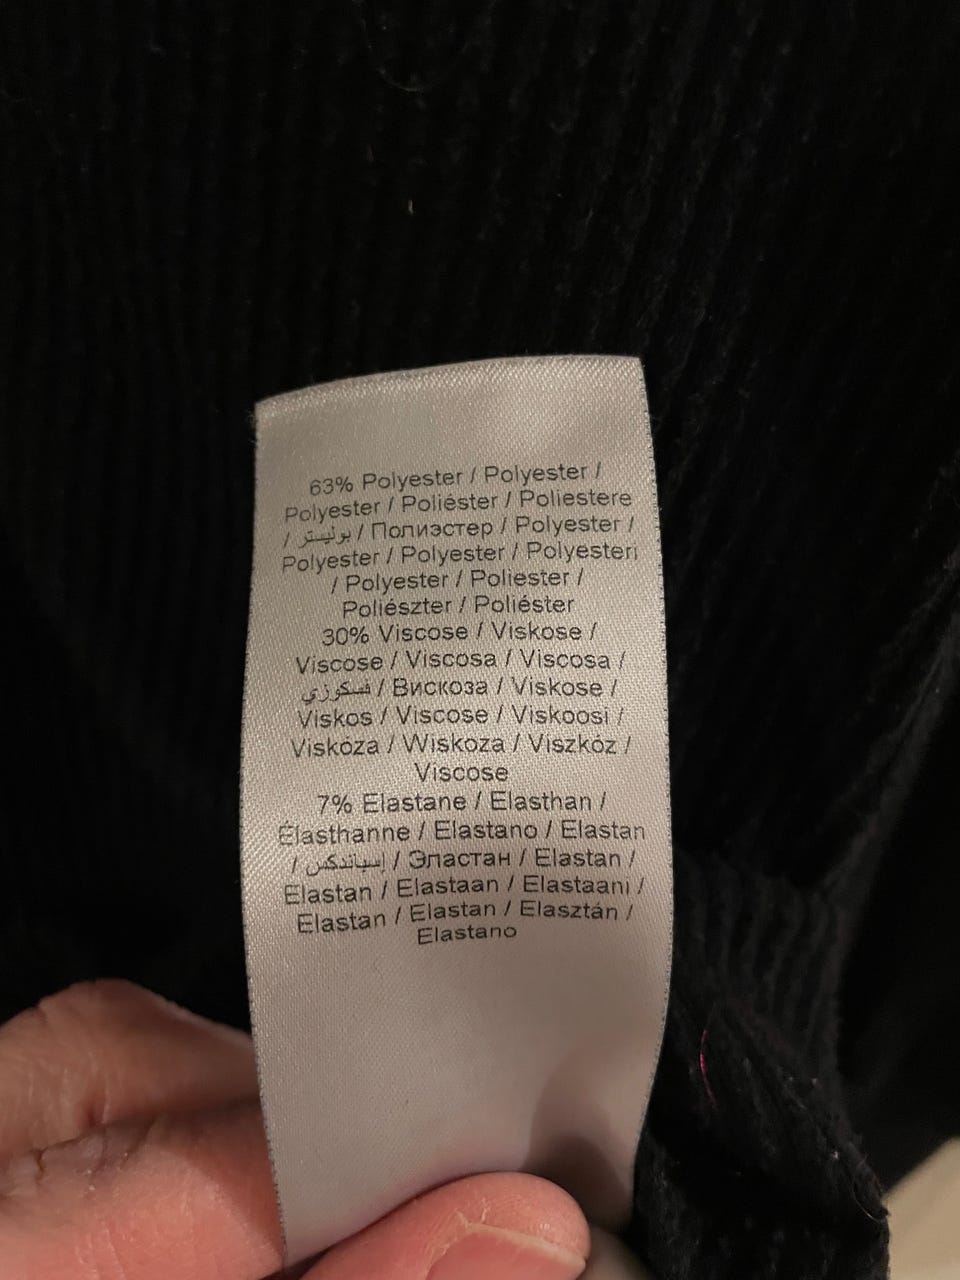 63% Polyester / Polyester /
Polyester / Poliéster / Poliestere
/ بوليستر / Полиэстер / Polyester /
Polyester / Polyester / Polyesteri
/ Polyester / Poliester /
Poliészter / Poliéster
30% Viscose / Viskose /
Viscose / Viscosa / Viscosa /
فسكوزي / Вискоза / Viskose /
Viskos / Viscose / Viskoosi /
Viskóza / Wiskoza / Viszkóz /
Viscose
7% Elastane / Elasthan /
Élasthanne / Elastano / Elastan
/ إسباندكس / Эластан / Elastan /
Elastan / Elastaan / Elastaani /
Elastan / Elastan / Elasztán /
Elastano